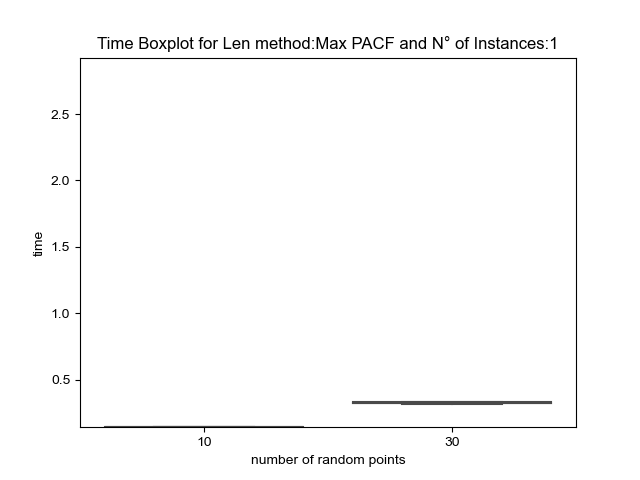 Time Boxplot for Len method:Max PACF and N° of Instances:1
2.5
2.0
1.5
1.0
0.5
time
10 30
number of random points